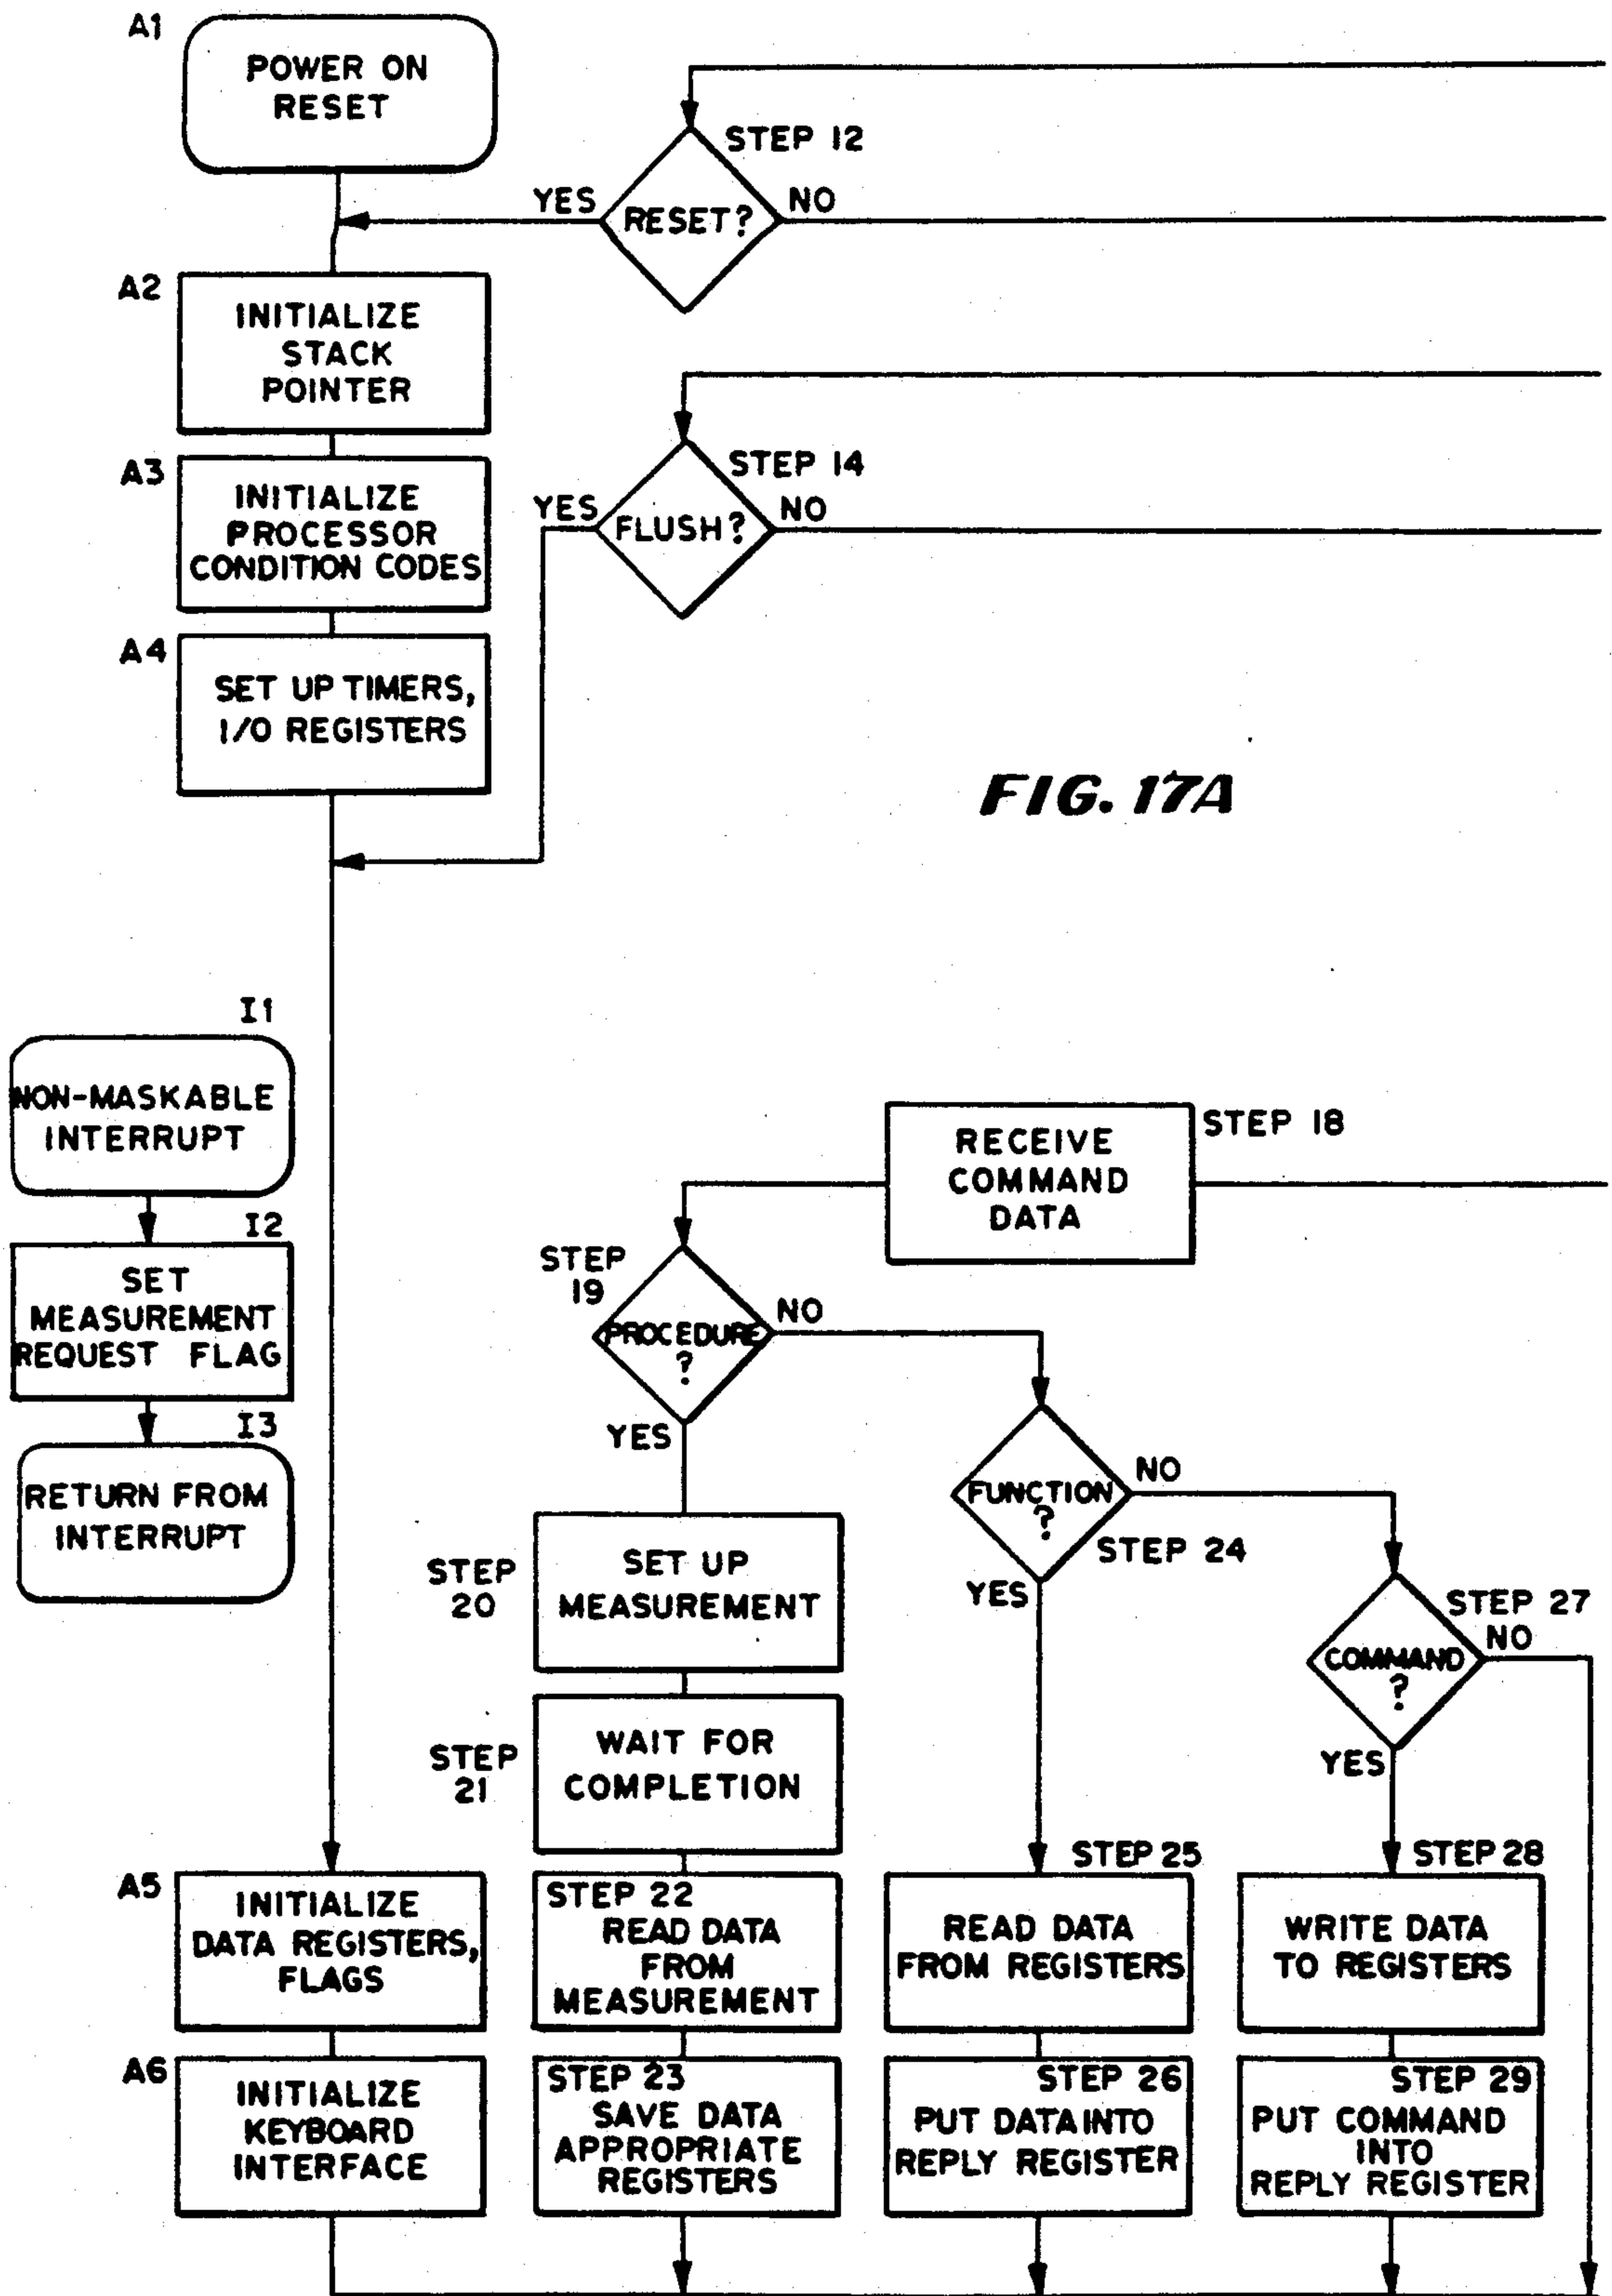 A1
POWER ON
RESET
STEP 12
YES
RESET?
NO
A2
INITIALIZE
STACK
POINTER
A3
INITIALIZE
PROCESSOR
CONDITION CODES
STEP 14
YES
FLUSH?
NO
A4
SET UP TIMERS,
I/O REGISTERS
FIG. 17A
I1
NON-MASKABLE
INTERRUPT
I2
SET
MEASUREMENT
REQUEST FLAG
I3
RETURN FROM
INTERRUPT
RECEIVE
COMMAND
DATA
STEP 18
STEP
19
PROCEDURE
?
NO
YES
FUNCTION
?
NO
STEP 24
YES
STEP 27
COMMAND
?
NO
YES
STEP
20
SET UP
MEASUREMENT
STEP
21
WAIT FOR
COMPLETION
A5
INITIALIZE
DATA REGISTERS,
FLAGS
STEP 22
READ DATA
FROM
MEASUREMENT
STEP 25
READ DATA
FROM REGISTERS
STEP 28
WRITE DATA
TO REGISTERS
A6
INITIALIZE
KEYBOARD
INTERFACE
STEP 23
SAVE DATA
APPROPRIATE
REGISTERS
STEP 26
PUT DATA INTO
REPLY REGISTER
STEP 29
PUT COMMAND
INTO
REPLY REGISTER